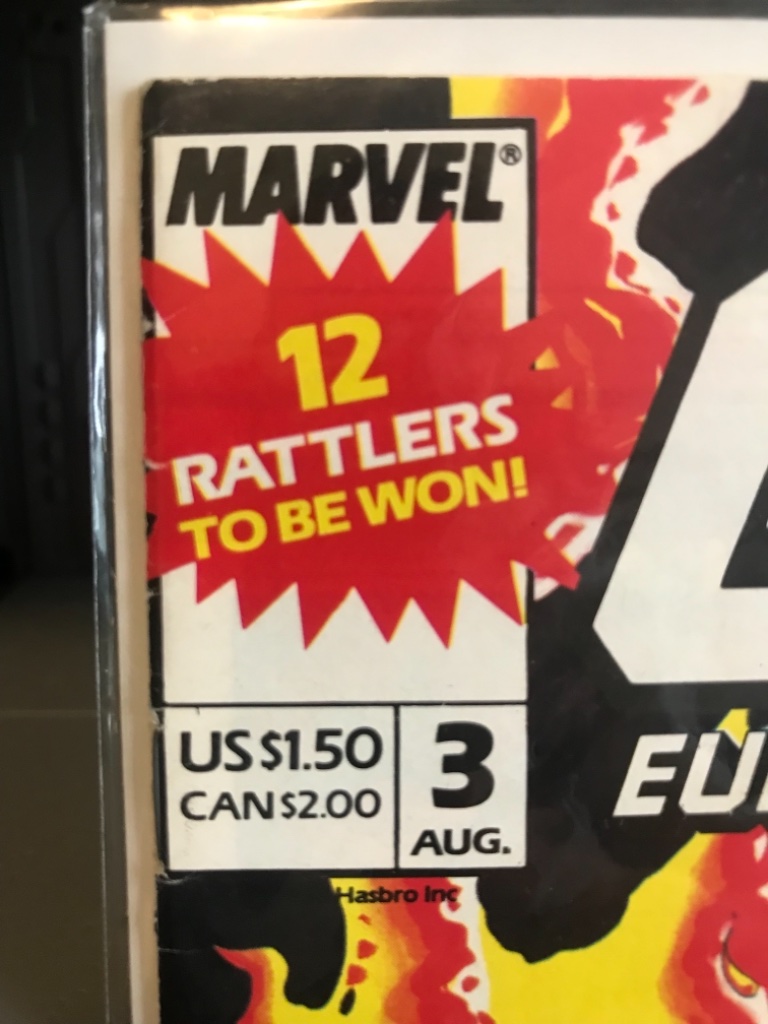 MARVEL®
12
RATTLERS
TO BE WON!
US $1.50
CAN $2.00
3
AUG.
Hasbro Inc